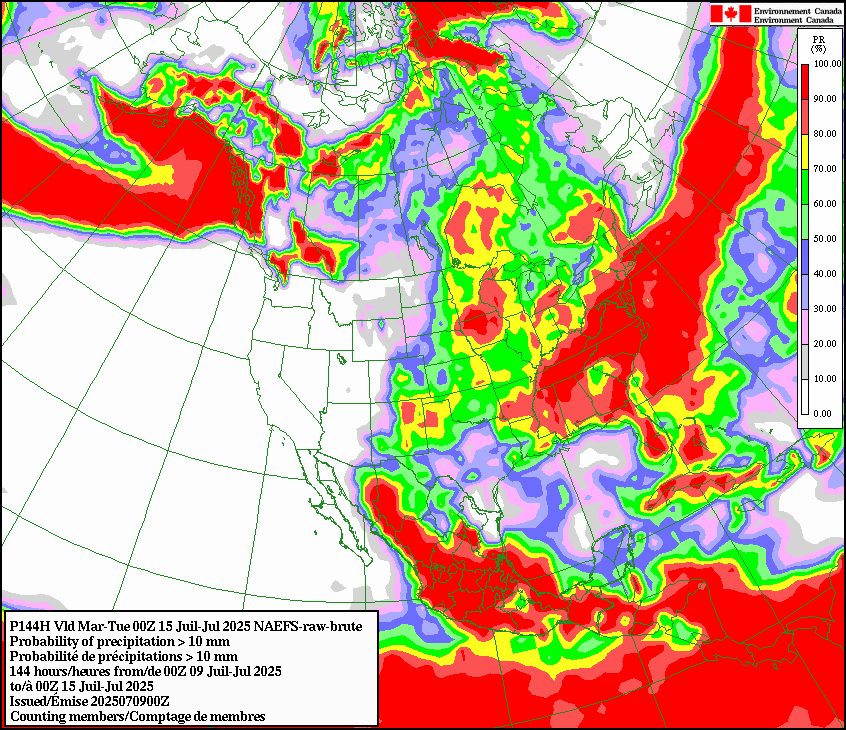 Environnement Canada
Environment Canada
PR
(%)
100.00
90.00
80.00
70.00
60.00
50.00
40.00
30.00
20.00
10.00
0.00
P144H Vld Mar-Tue 00Z 15 Juil-Jul 2025 NAEFS-raw-brute
Probability of precipitation > 10 mm
Probabilité de précipitations > 10 mm
144 hours/heures from/de 00Z 09 Juil-Jul 2025
to/à 00Z 15 Juil-Jul 2025
Issued/Émise 2025070900Z
Counting members/Comptage de membres